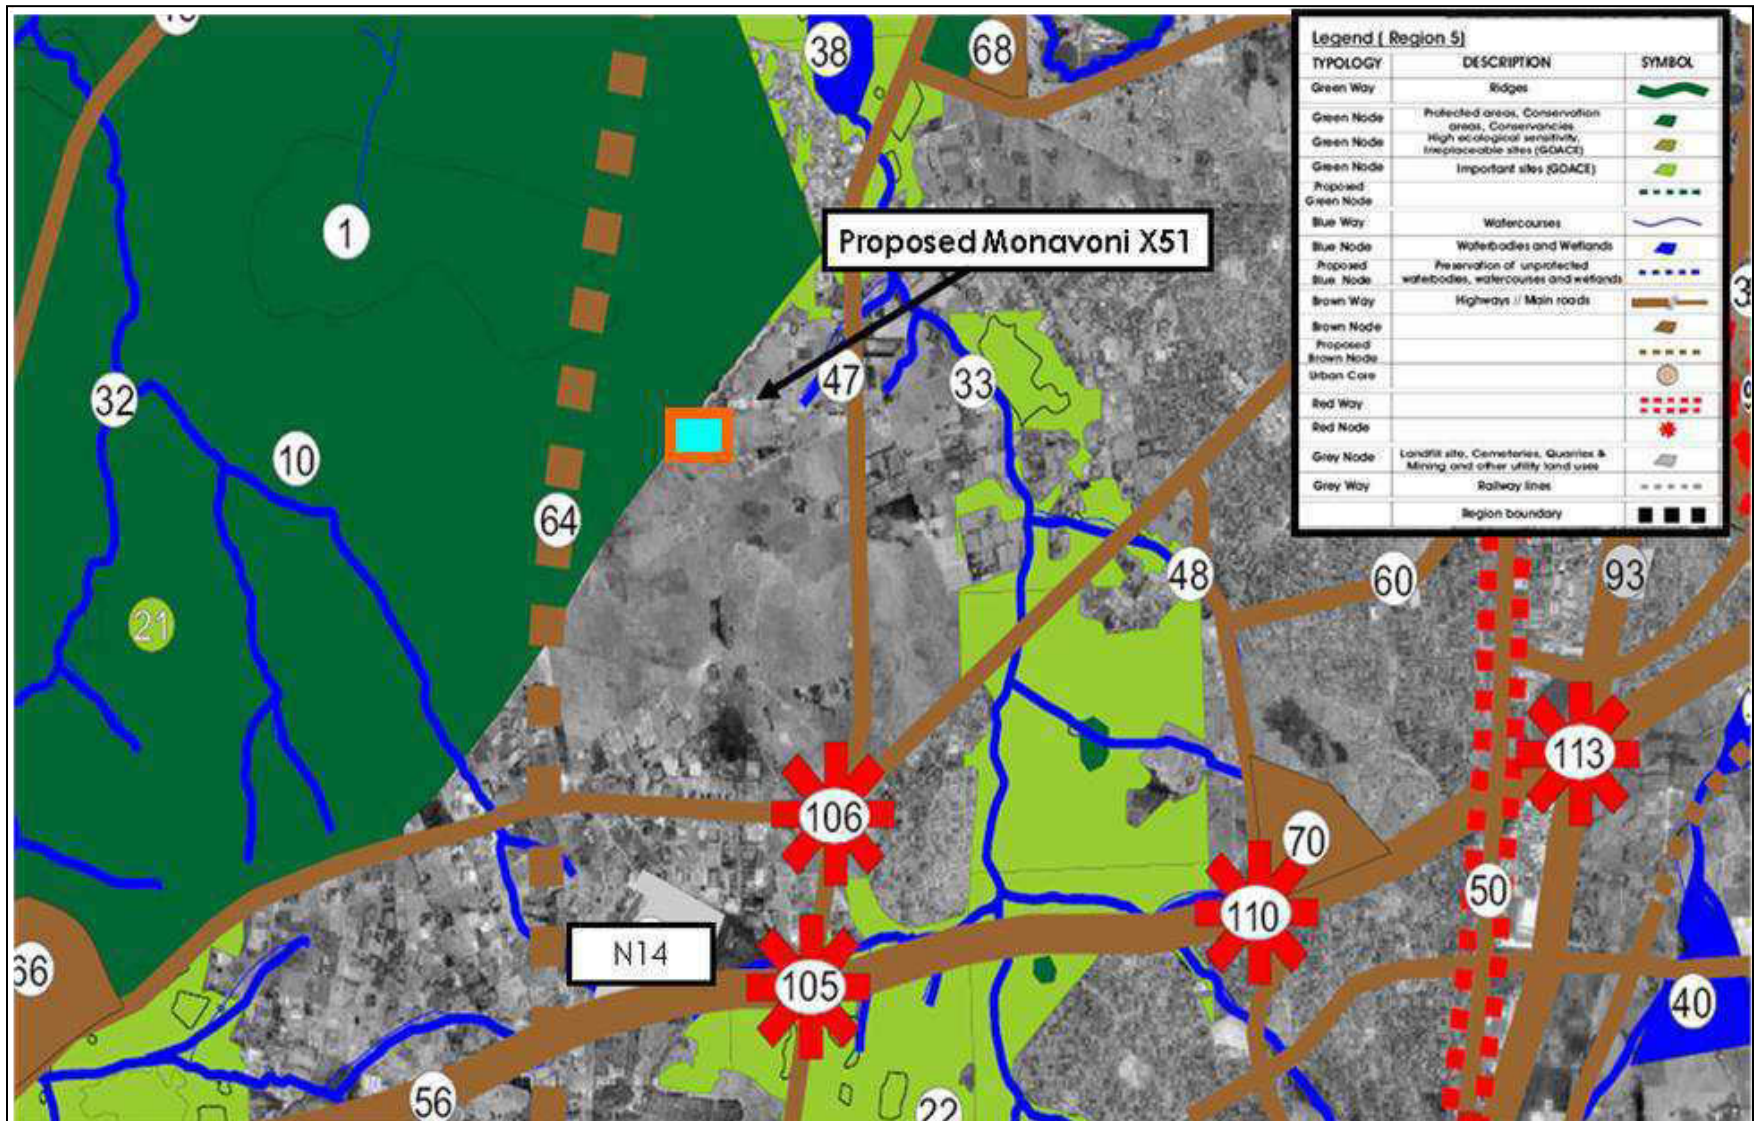 38
68
1
Proposed Monavoni X51
47
33
32
10
64
48
60
93
21
113
106
70
50
110
66
N14
105
40
56
22
Legend ( Region 5)
TYPOLOGY DESCRIPTION SYMBOL
Green Way Ridges
Green Node Protected areas, Conservation
areas, Conservancies
Green Node High ecological sensitivity,
Irreplaceable sites (GDACE)
Green Node Important sites (GDACE)
Proposed
Green Node
Blue Way Watercourses
Blue Node Waterbodies and Wetlands
Proposed Preservation of unprotected
Blue Node waterbodies, watercourses and wetlands
Brown Way Highways // Main roads
Brown Node
Proposed
Brown Node
Urban Core
Red Way
Red Node
Grey Node Landfill site, Cemeteries, Quarries &
Mining and other utility land uses
Grey Way Railway lines
Region boundary